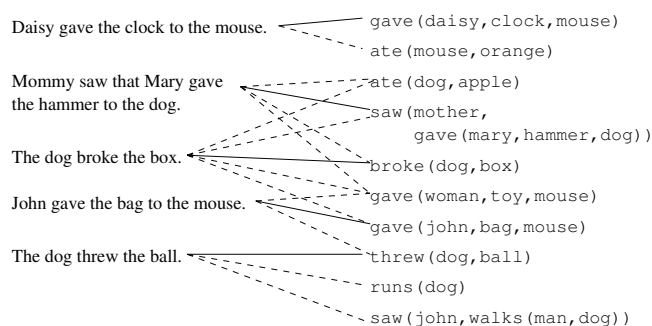 Daisy gave the clock to the mouse.
Mommy saw that Mary gave
the hammer to the dog.
The dog broke the box.
John gave the bag to the mouse.
The dog threw the ball.
gave(daisy,clock,mouse)
ate(mouse,orange)
ate(dog,apple)
saw(mother,
gave(mary,hammer,dog))
broke(dog,box)
gave(woman,toy,mouse)
gave(john,bag,mouse)
threw(dog,ball)
runs(dog)
saw(john,walks(man,dog))